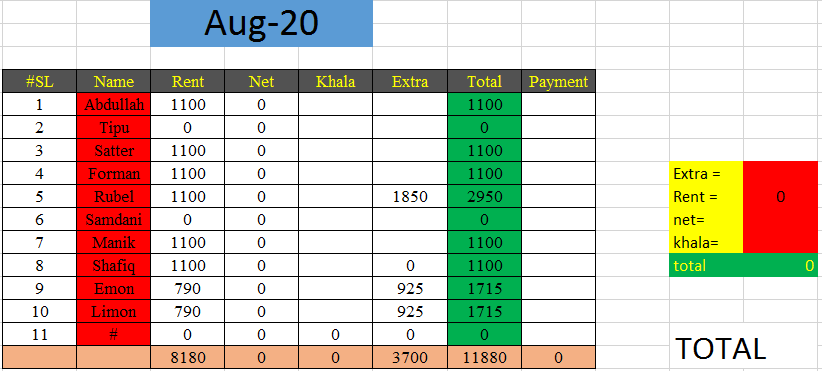 Aug-20
#SL Name Rent Net Khala Extra Total Payment
1 Abdullah 1100 0 1100
2 Tipu 0 0 0
3 Satter 1100 0 1100
4 Forman 1100 0 1100
5 Rubel 1100 0 1850 2950
6 Samdani 0 0 0
7 Manik 1100 0 1100
8 Shafiq 1100 0 0 1100
9 Emon 790 0 925 1715
10 Limon 790 0 925 1715
11 # 0 0 0 0 0
8180 0 0 3700 11880 0
Extra =
Rent = 0
net=
khala=
total 0
TOTAL